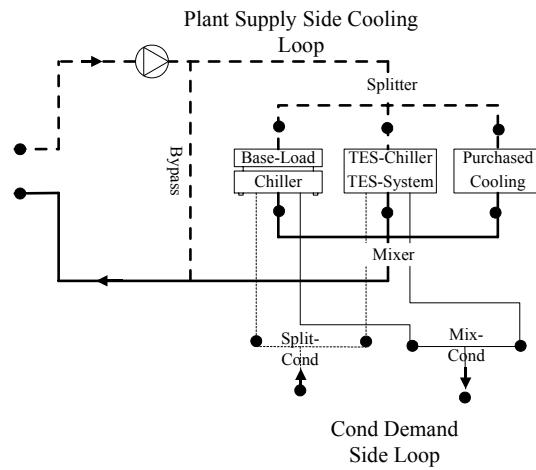 Plant Supply Side Cooling
Loop
Splitter
Bypass
Base-Load
Chiller
TES-Chiller
TES-System
Purchased
Cooling
Mixer
Split-
Cond
Mix-
Cond
Cond Demand
Side Loop